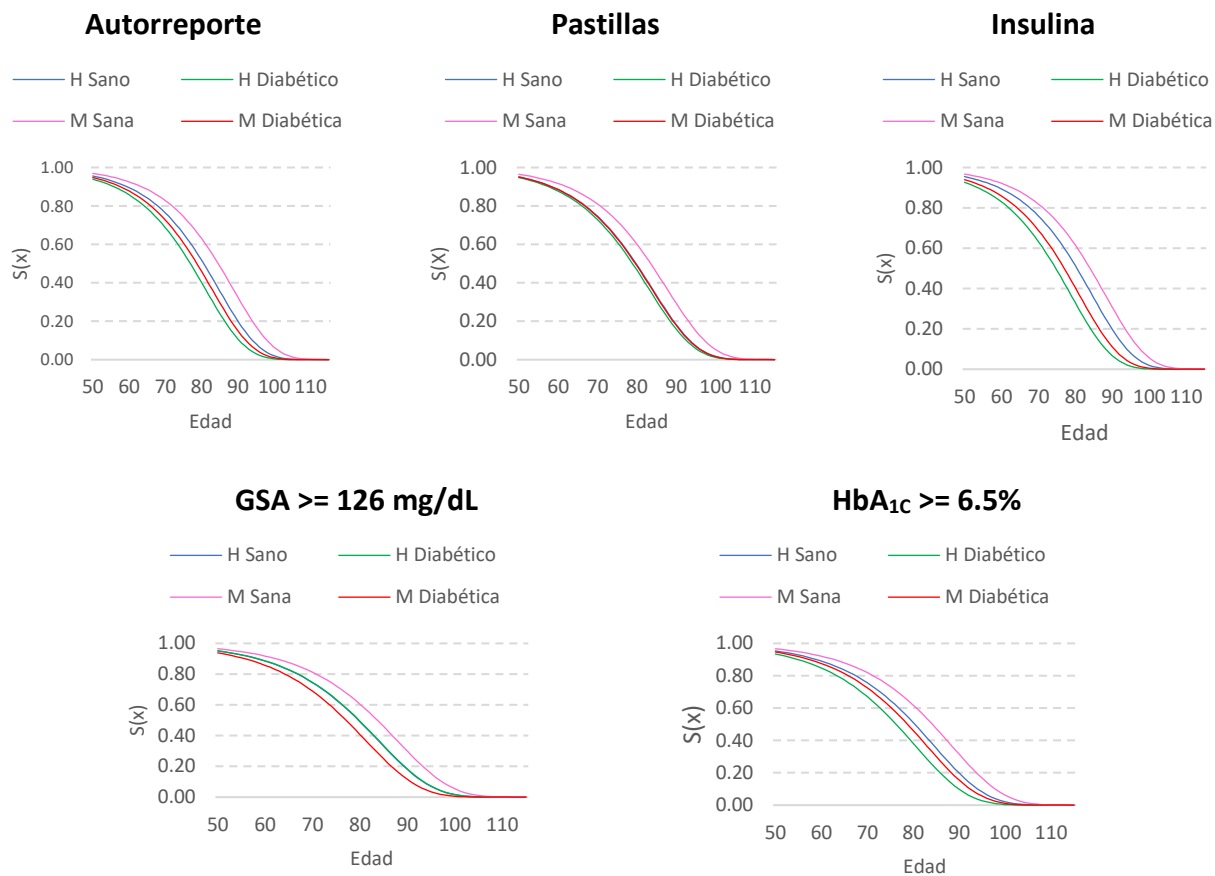 Autorreporte
H Sano
H Diabético
M Sana
M Diabética
1.00
0.80
0.60
0.40
0.20
0.00
S(x)
50 60 70 80 90 100 110
Edad
Pastillas
H Sano
H Diabético
M Sana
M Diabética
1.00
0.80
0.60
0.40
0.20
0.00
S(X)
50 60 70 80 90 100 110
Edad
Insulina
H Sano
H Diabético
M Sana
M Diabética
1.00
0.80
0.60
0.40
0.20
0.00
S(x)
50 60 70 80 90 100 110
Edad
GSA >= 126 mg/dL
H Sano
H Diabético
M Sana
M Diabética
1.00
0.80
0.60
0.40
0.20
0.00
S(x)
50 60 70 80 90 100 110
Edad
HbA1C >= 6.5%
H Sano
H Diabético
M Sana
M Diabética
1.00
0.80
0.60
0.40
0.20
0.00
S(x)
50 60 70 80 90 100 110
Edad